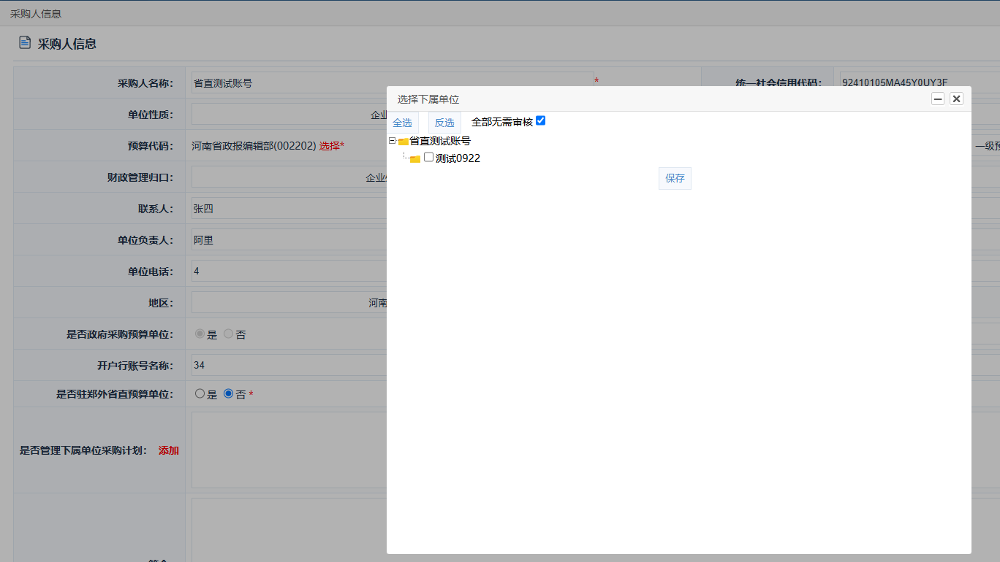 采购人信息
采购人信息
采购人名称： 省直测试账号 * 统一社会信用代码： 92410105MA45Y0UY3F
选择下属单位
单位性质： 企业
全选 反选 全部无需审核
预算代码： 河南省政报编辑部(002202) 选择* 一级预
省直测试账号
测试0922
财政管理归口： 企业
保存
联系人： 张四
单位负责人： 阿里
单位电话： 4
地区： 河南
是否政府采购预算单位： 是 否
开户行账号名称： 34
是否驻郑外省直预算单位： 是 否 *
是否管理下属单位采购计划： 添加